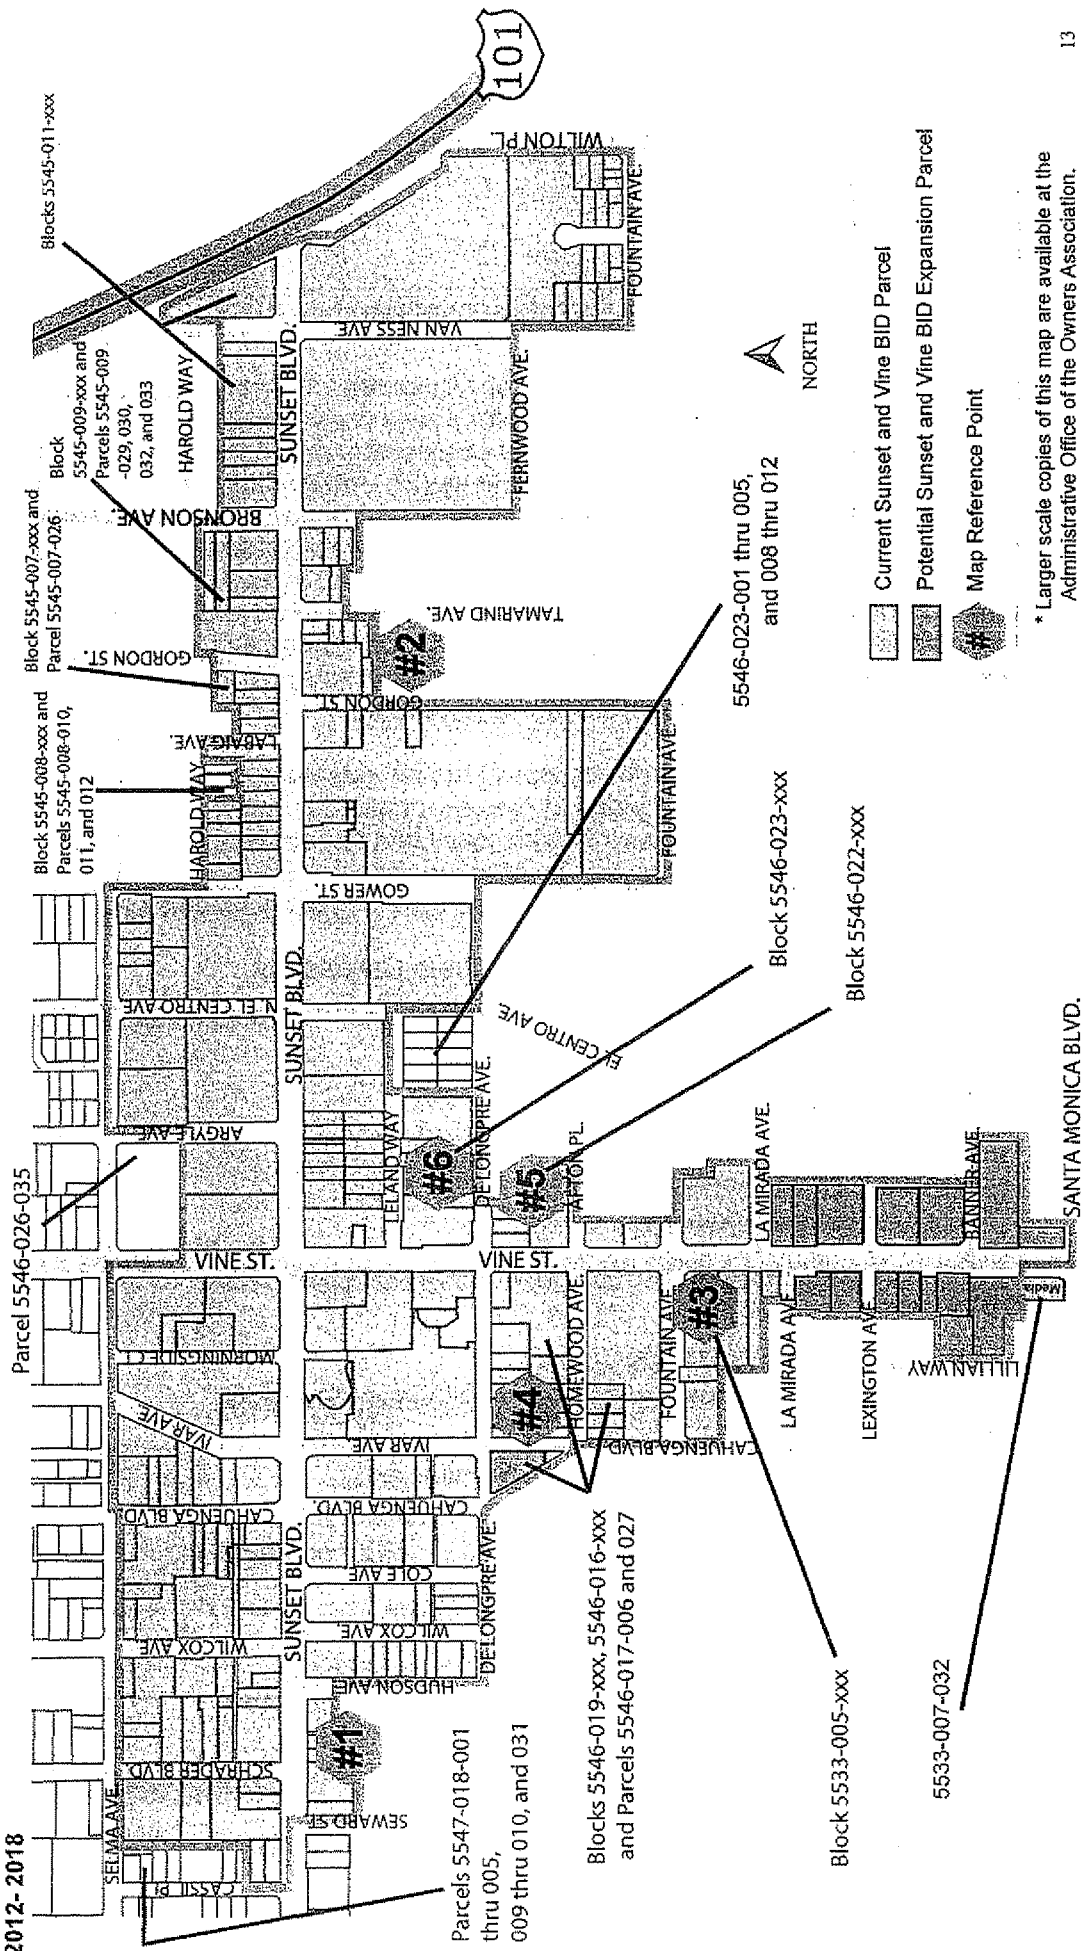 2012- 2018
Parcel 5546-026-035
Block 5545-008-xxx and
Parcels 5545-008-010,
011, and 012
Block 5545-007-xxx and
Parcel 5545-007-026
Block
5545-009-xxx and
Parcels 5545-009
-029, 030,
032, and 033
Blocks 5545-011-xxx
101
SELMA AVE.
CASSIL PL
SCHRADER BLVD.
WILCOX AVE
CAHUENGA BLVD
IVAR AVE.
MORNINGSIDE CT
VINE ST.
ARGYLE AVE
N. EL CENTRO AVE
HAROLD WAY
LABAIG AVE.
GORDON ST.
BRONSON AVE.
HAROLD WAY
SUNSET BLVD.
SUNSET BLVD.
SUNSET BLVD.
SEWARD ST.
#1
HUDSON AVE
WILCOX AVE.
COLE AVE
CAHUENGA BLVD.
IVAR AVE
DELONGPRE AVE.
LELAND WAY
GOWER ST.
GORDON ST.
#2
TAMARIND AVE.
VAN NESS AVE.
WILTON PL.
FERNWOOD AVE.
FOUNTAIN AVE.
FOUNTAIN AVE.
#6
DELONGPRE AVE.
EL CENTRO AVE
VINE ST.
#4
#5
AFTON PL.
HOMEWOOD AVE.
FOUNTAIN AVE
CAHUENGA BLVD.
#3
LA MIRADA AVE.
LA MIRADA AVE.
LEXINGTON AVE.
LILLIAN WAY
BANNER AVE.
Media
SANTA MONICA BLVD.
Parcels 5547-018-001
thru 005,
009 thru 010, and 031
Blocks 5546-019-xxx, 5546-016-xxx
and Parcels 5546-017-006 and 027
Block 5533-005-xxx
5533-007-032
Block 5546-022-xxx
Block 5546-023-xxx
5546-023-001 thru 005,
and 008 thru 012
NORTH
Current Sunset and Vine BID Parcel
Potential Sunset and Vine BID Expansion Parcel
# Map Reference Point
* Larger scale copies of this map are available at the
Administrative Office of the Owners Association.
13